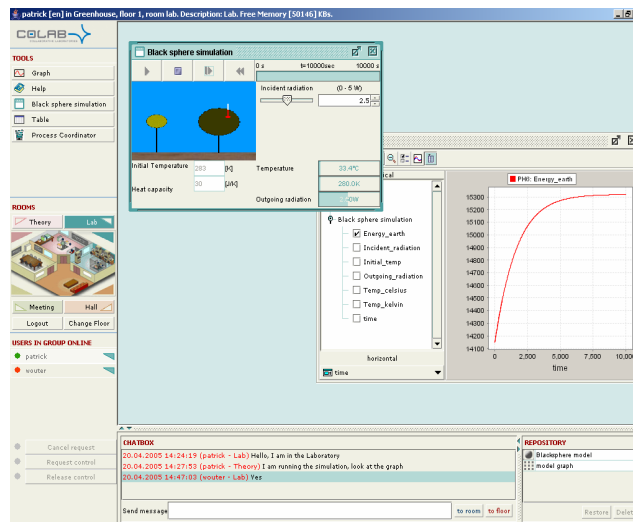 patrick [en] in Greenhouse, floor 1, room lab. Description: Lab. Free Memory [50146] KBs.
COLAB
TOOLS
Graph
Help
Black sphere simulation
Table
Process Coordinator
ROOMS
Theory
Lab
Meeting
Hall
Logout
Change Floor
USERS IN GROUP ONLINE
patrick
wouter
Cancel request
Request control
Release control
Black sphere simulation
0 s t=10000sec 10000 s
Incident radiation (0 - 5 W)
2.5
Initial Temperature 283 [K]
Heat capacity 30 [J/K]
Temperature 33.4°C
280.0K
Outgoing radiation
Black sphere simulation
Energy_earth
Incident_radiation
Initial_temp
Outgoing_radiation
Temp_celsius
Temp_kelvin
time
horizontal
time
PH0: Energy_earth
15300
15200
15100
15000
14900
14800
14700
14600
14500
14400
14300
14200
14100
0 2,500 5,000 7,500 10,000
time
CHATBOX
20.04.2005 14:24:19 (patrick - Lab) Hello, I am in the Laboratory
20.04.2005 14:27:53 (patrick - Theory) I am running the simulation, look at the graph
20.04.2005 14:47:03 (wouter - Lab) Yes
Send message
to room
to floor
REPOSITORY
Blacksphere model
model graph
Restore
Delet